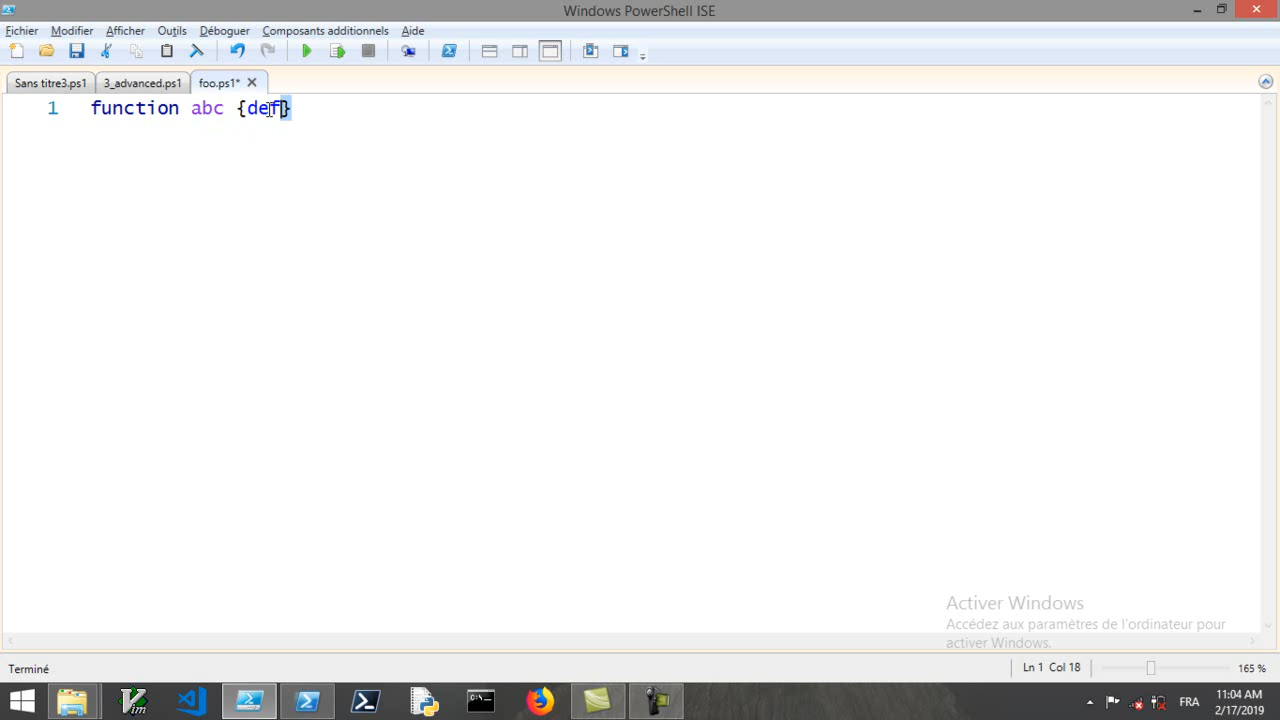 Windows PowerShell ISE
Fichier Modifier Afficher Outils Déboguer Composants additionnels Aide
Sans titre3.ps1 3_advanced.ps1 foo.ps1*
1 function abc {def}
Activer Windows
Accédez aux paramètres de l'ordinateur pour
activer Windows.
Terminé Ln 1 Col 18 165 %
FRA 11:04 AM
2/17/2019